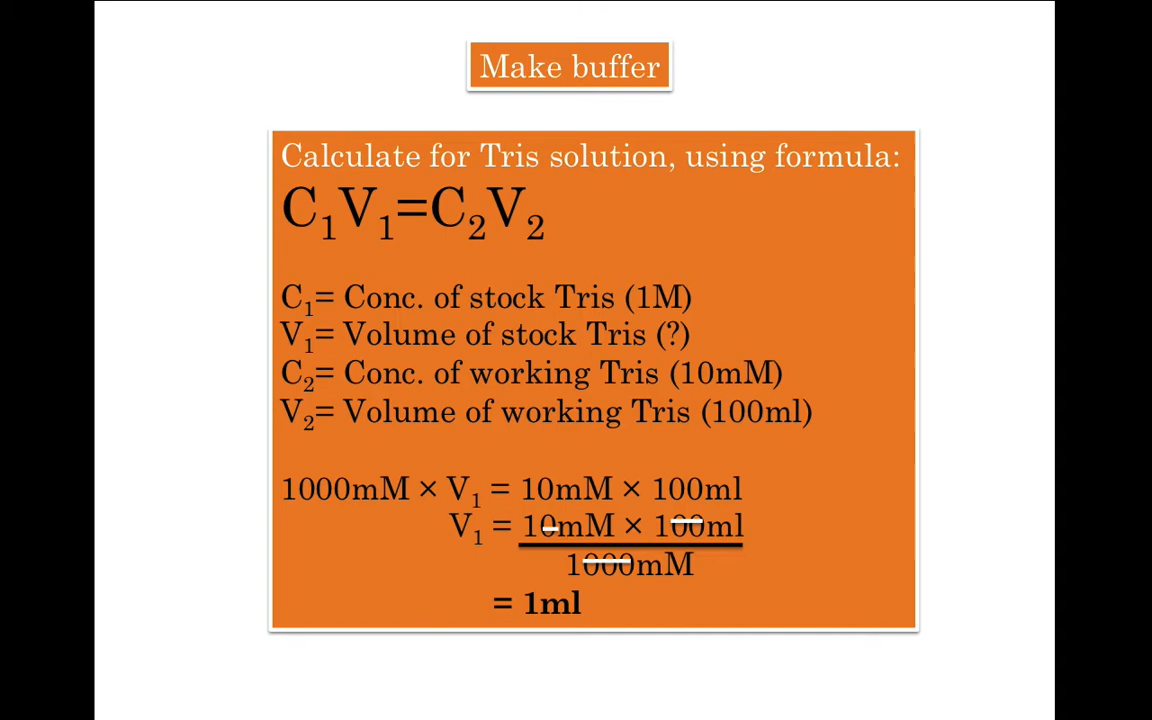 Make buffer
Calculate for Tris solution, using formula:
C₁V₁=C₂V₂
C₁= Conc. of stock Tris (1M)
V₁= Volume of stock Tris (?)
C₂= Conc. of working Tris (10mM)
V₂= Volume of working Tris (100ml)
1000mM × V₁ = 10mM × 100ml
V₁ = 10mM × 100ml
1000mM
= 1ml